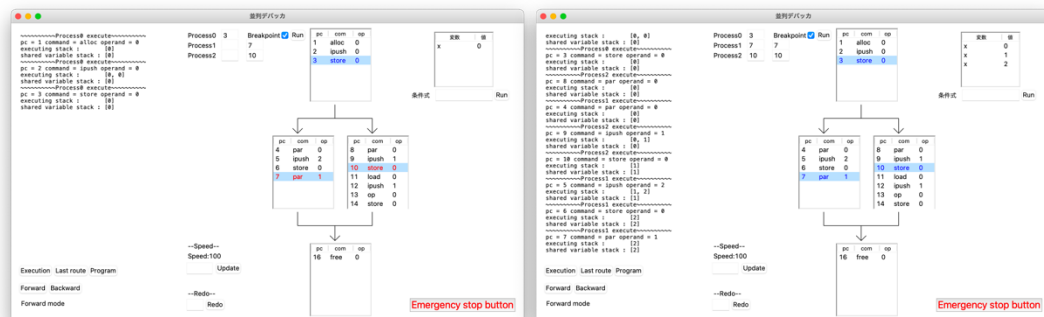 並列デバッカ
~~~~~~~~~~Process0 execute~~~~~~~~~~
pc = 1 command = alloc operand = 0
executing stack : [0]
shared variable stack : [0]
~~~~~~~~~~Process0 execute~~~~~~~~~~
pc = 2 command = ipush operand = 0
executing stack : [0, 0]
shared variable stack : [0]
~~~~~~~~~~Process0 execute~~~~~~~~~~
pc = 3 command = store operand = 0
executing stack : [0]
shared variable stack : [0]
Process0 3 Breakpoint Run
Process1 7
Process2 10
pc com op
1 alloc 0
2 ipush 0
3 store 0
変数 値
x 0
条件式 Run
pc com op
4 par 0
5 ipush 2
6 store 0
7 par 1
pc com op
8 par 0
9 ipush 1
10 store 0
11 load 0
12 ipush 1
13 op 0
14 store 0
--Speed--
Speed:100
Update
pc com op
16 free 0
Execution Last route Program
Forward Backward
Forward mode
--Redo--
Redo
Emergency stop button
並列デバッカ
executing stack : [0, 0]
shared variable stack : [0]
~~~~~~~~~~Process0 execute~~~~~~~~~~
pc = 3 command = store operand = 0
executing stack : [0]
shared variable stack : [0]
~~~~~~~~~~Process2 execute~~~~~~~~~~
pc = 8 command = par operand = 0
executing stack : [0]
shared variable stack : [0]
~~~~~~~~~~Process1 execute~~~~~~~~~~
pc = 4 command = par operand = 0
executing stack : [0]
shared variable stack : [0]
~~~~~~~~~~Process2 execute~~~~~~~~~~
pc = 9 command = ipush operand = 1
executing stack : [0, 1]
shared variable stack : [0]
~~~~~~~~~~Process2 execute~~~~~~~~~~
pc = 10 command = store operand = 0
executing stack : [1]
shared variable stack : [1]
~~~~~~~~~~Process1 execute~~~~~~~~~~
pc = 5 command = ipush operand = 2
executing stack : [1, 2]
shared variable stack : [1]
~~~~~~~~~~Process1 execute~~~~~~~~~~
pc = 6 command = store operand = 0
executing stack : [2]
shared variable stack : [2]
~~~~~~~~~~Process1 execute~~~~~~~~~~
pc = 7 command = par operand = 1
executing stack : [2]
shared variable stack : [2]
Process0 3 Breakpoint Run
Process1 7 7
Process2 10 10
pc com op
1 alloc 0
2 ipush 0
3 store 0
変数 値
x 0
x 1
x 2
条件式 Run
pc com op
4 par 0
5 ipush 2
6 store 0
7 par 1
pc com op
8 par 0
9 ipush 1
10 store 0
11 load 0
12 ipush 1
13 op 0
14 store 0
--Speed--
Speed:100
Update
pc com op
16 free 0
Execution Last route Program
Forward Backward
Forward mode
--Redo--
Redo
Emergency stop button